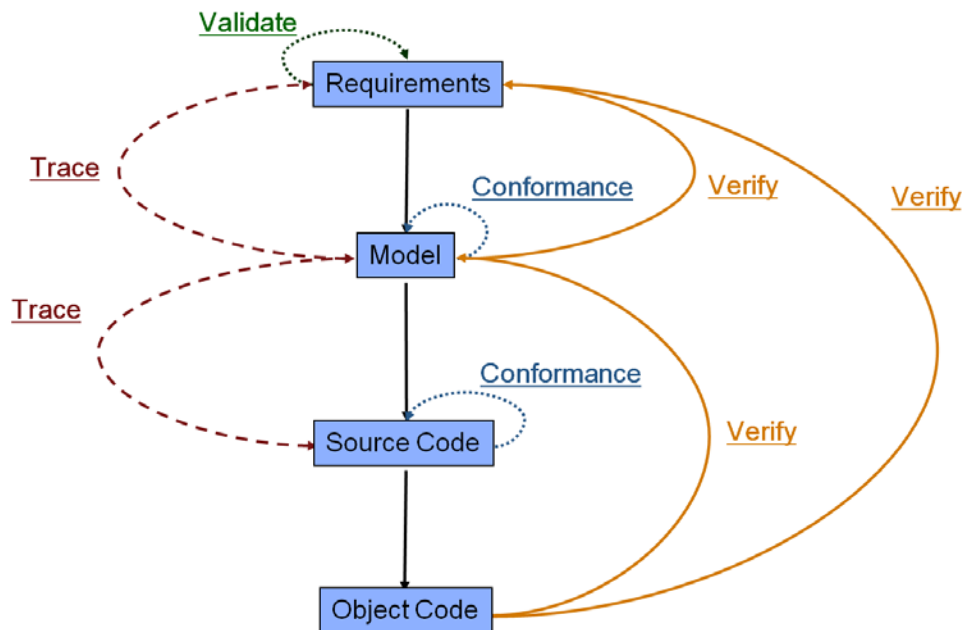 Validate
Requirements
Trace
Conformance
Verify
Verify
Model
Trace
Conformance
Verify
Source Code
Object Code